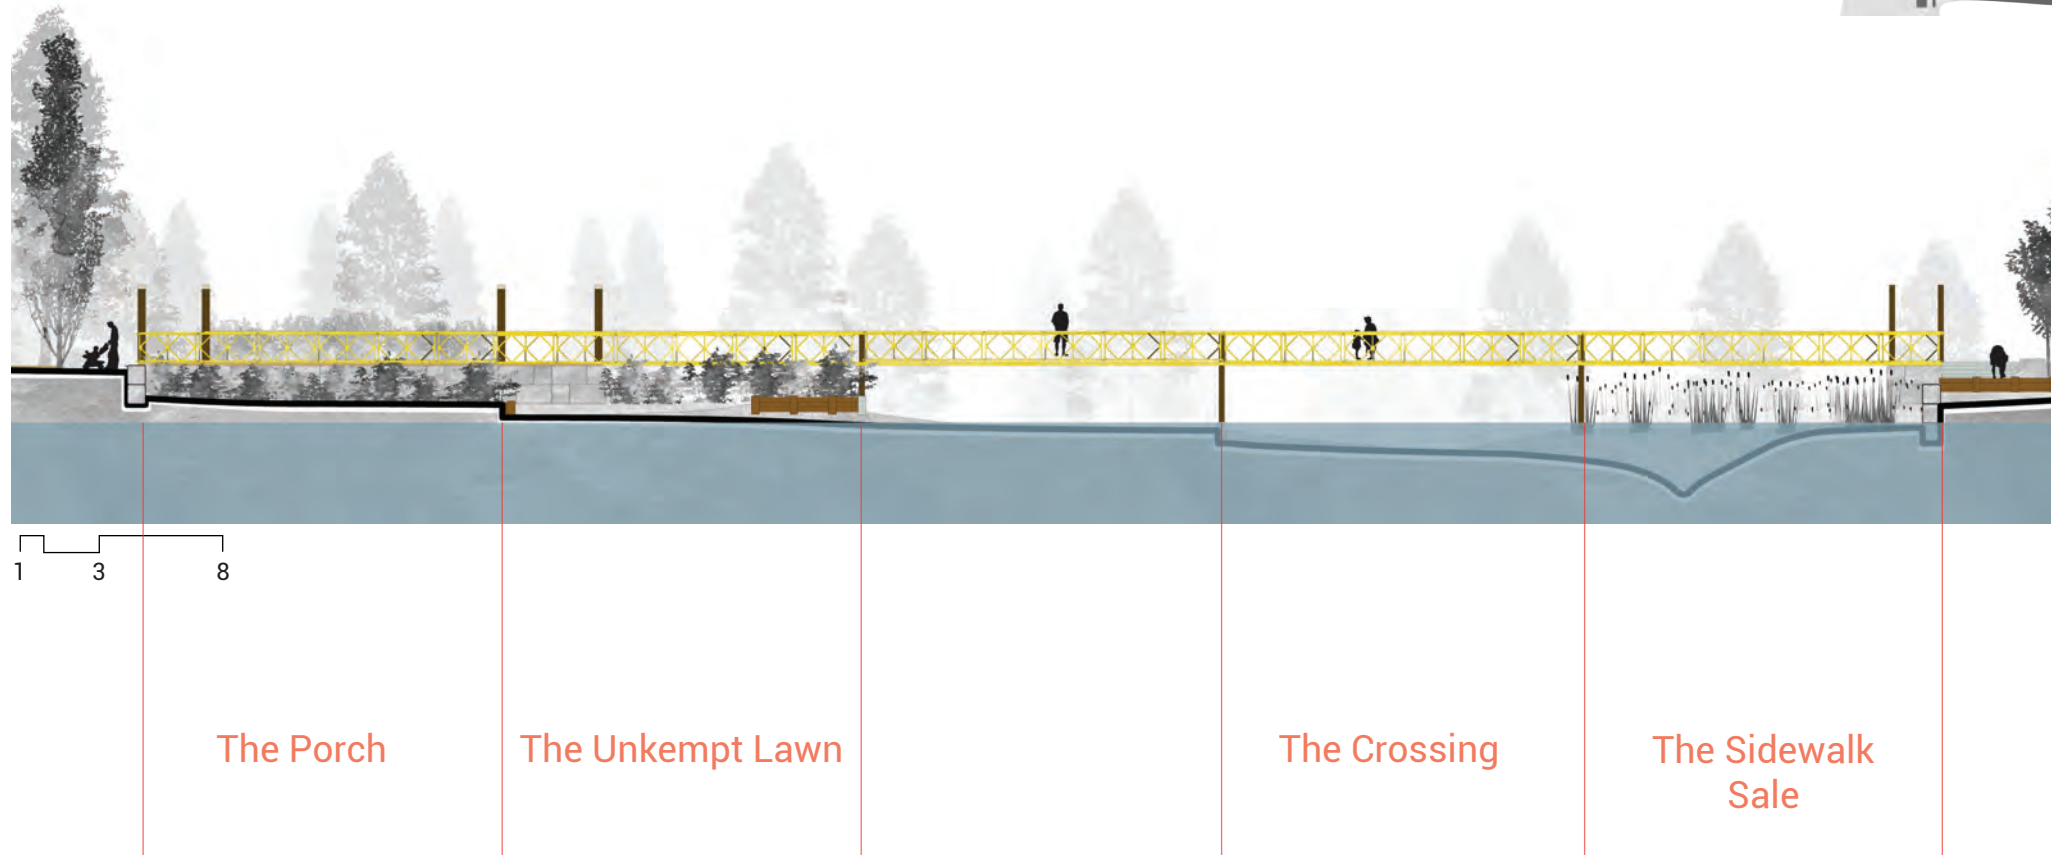 1 3 8
The Porch
The Unkempt Lawn
The Crossing
The Sidewalk
Sale